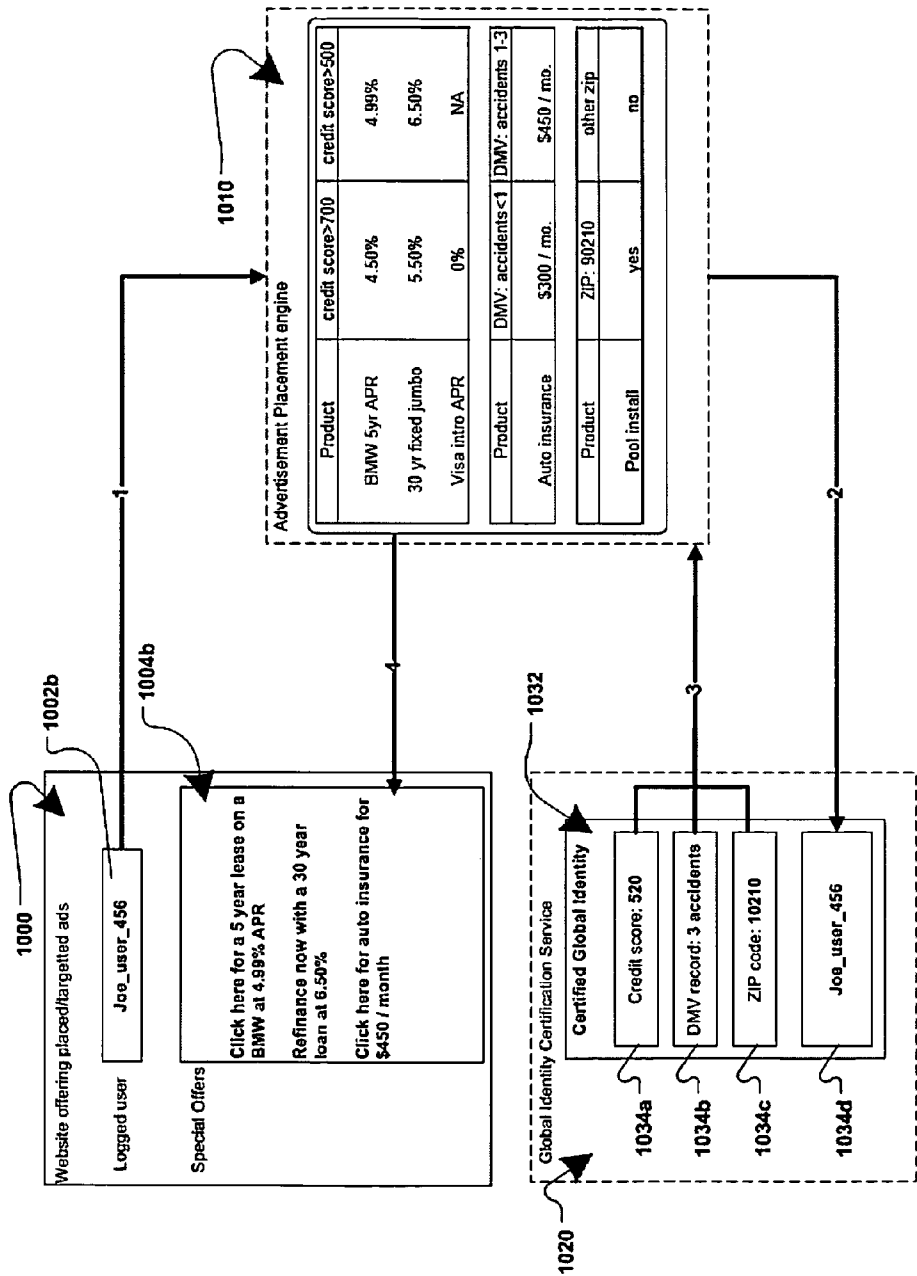 1000
Website offering placed/targetted ads
1002b
Logged user
Joe_user_456
Special Offers
1004b
Click here for a 5 year lease on a
BMW at 4.99% APR
Refinance now with a 30 year
loan at 6.50%
Click here for auto insurance for
$450 / month
1
4
1010
Advertisement Placement engine
Product credit score>700 credit score>500
BMW 5yr APR 4.50% 4.99%
30 yr fixed jumbo 5.50% 6.50%
Visa intro APR 0% NA
Product DMV: accidents<1 DMV: accidents 1-3
Auto insurance $300 / mo. $450 / mo.
Product ZIP: 90210 other zip
Pool install yes no
1020
Global Identity Certification Service
1032
Certified Global Identity
1034a
Credit score: 520
1034b
DMV record: 3 accidents
1034c
ZIP code: 10210
1034d
Joe_user_456
3
2